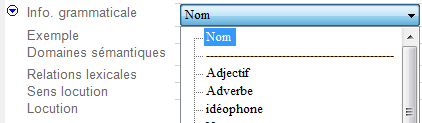 Info. grammaticale Nom
Exemple Nom
Domaines sémantiques
Relations lexicales Adjectif
Sens locution Adverbe
Locution idéophone